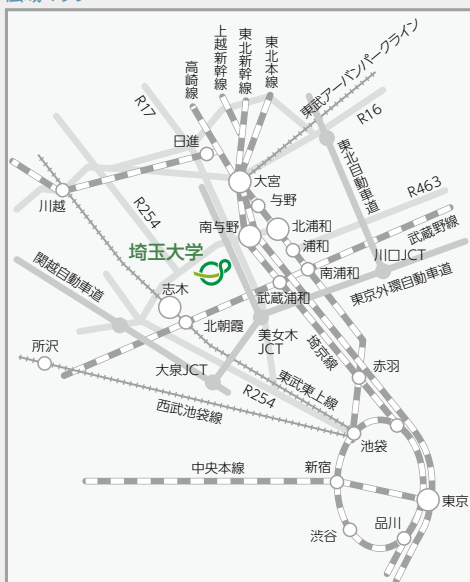 高崎線
上越新幹線
東北新幹線
東北本線
東武アーバンパークライン
R17
R16
日進
東北自動車道
大宮
与野
R463
川越
R254
南与野
北浦和
武蔵野線
浦和
埼玉大学
川口JCT
南浦和
関越自動車道
志木
武蔵浦和
東京外環自動車道
北朝霞
美女木
JCT
埼京線
所沢
大泉JCT
東武東上線
赤羽
R254
西武池袋線
池袋
中央本線
新宿
東京
品川
渋谷